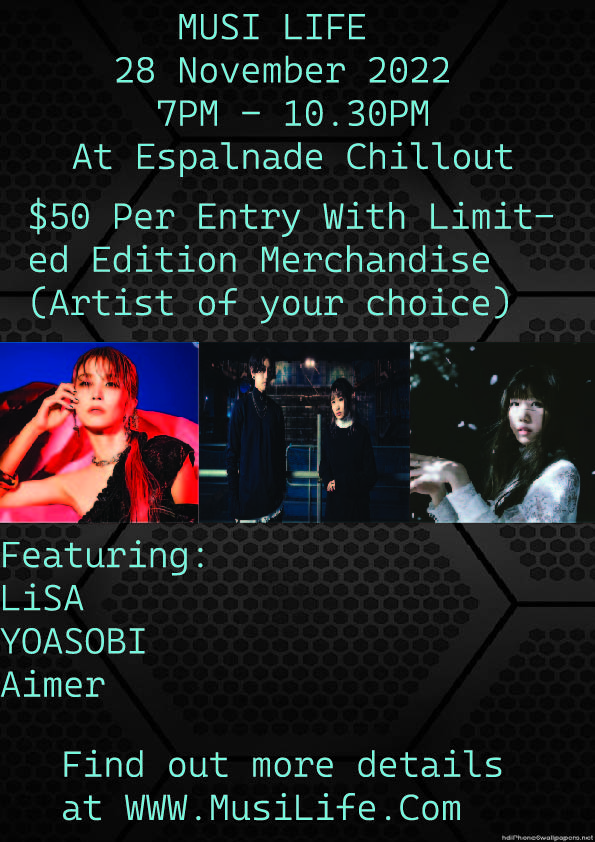 MUSI LIFE
28 November 2022
7PM - 10.30PM
At Espalnade Chillout
$50 Per Entry With Limit-
ed Edition Merchandise
(Artist of your choice)
Featuring:
LiSA
YOASOBI
Aimer
Find out more details
at WWW.MusiLife.Com
hdiPhone6wallpapers.net